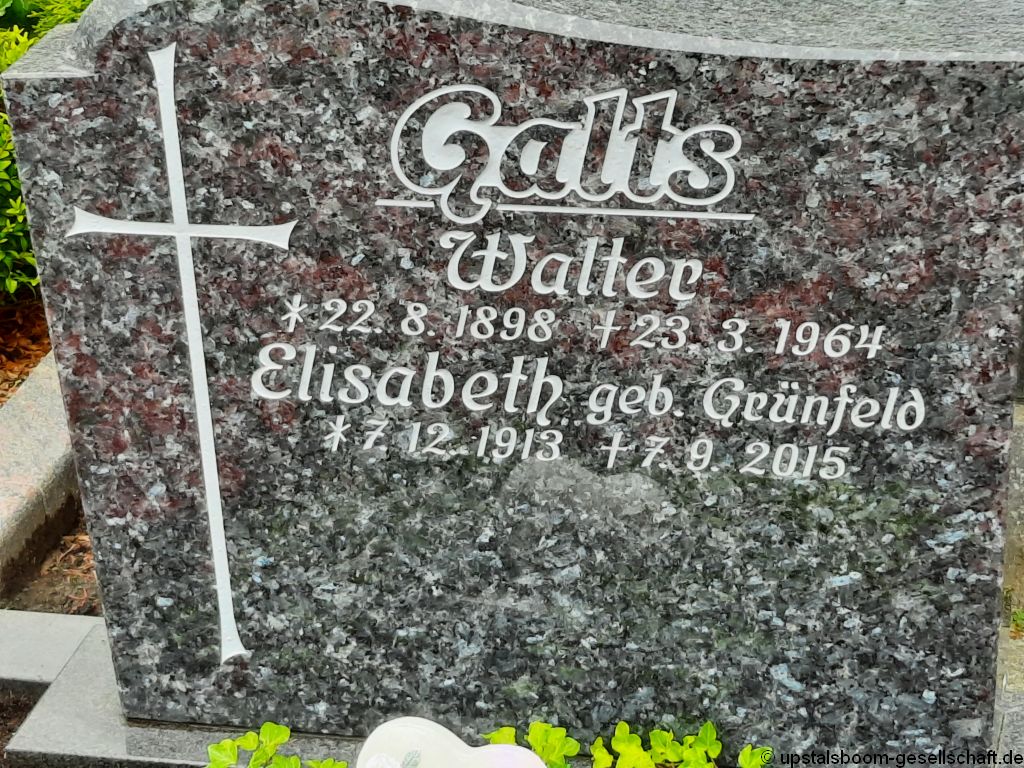 Galts
Walter
* 22. 8. 1898 † 23. 3. 1964
Elisabeth geb. Grünfeld
* 7. 12. 1913 † 7. 9. 2015
© upstalsboom-gesellschaft.de